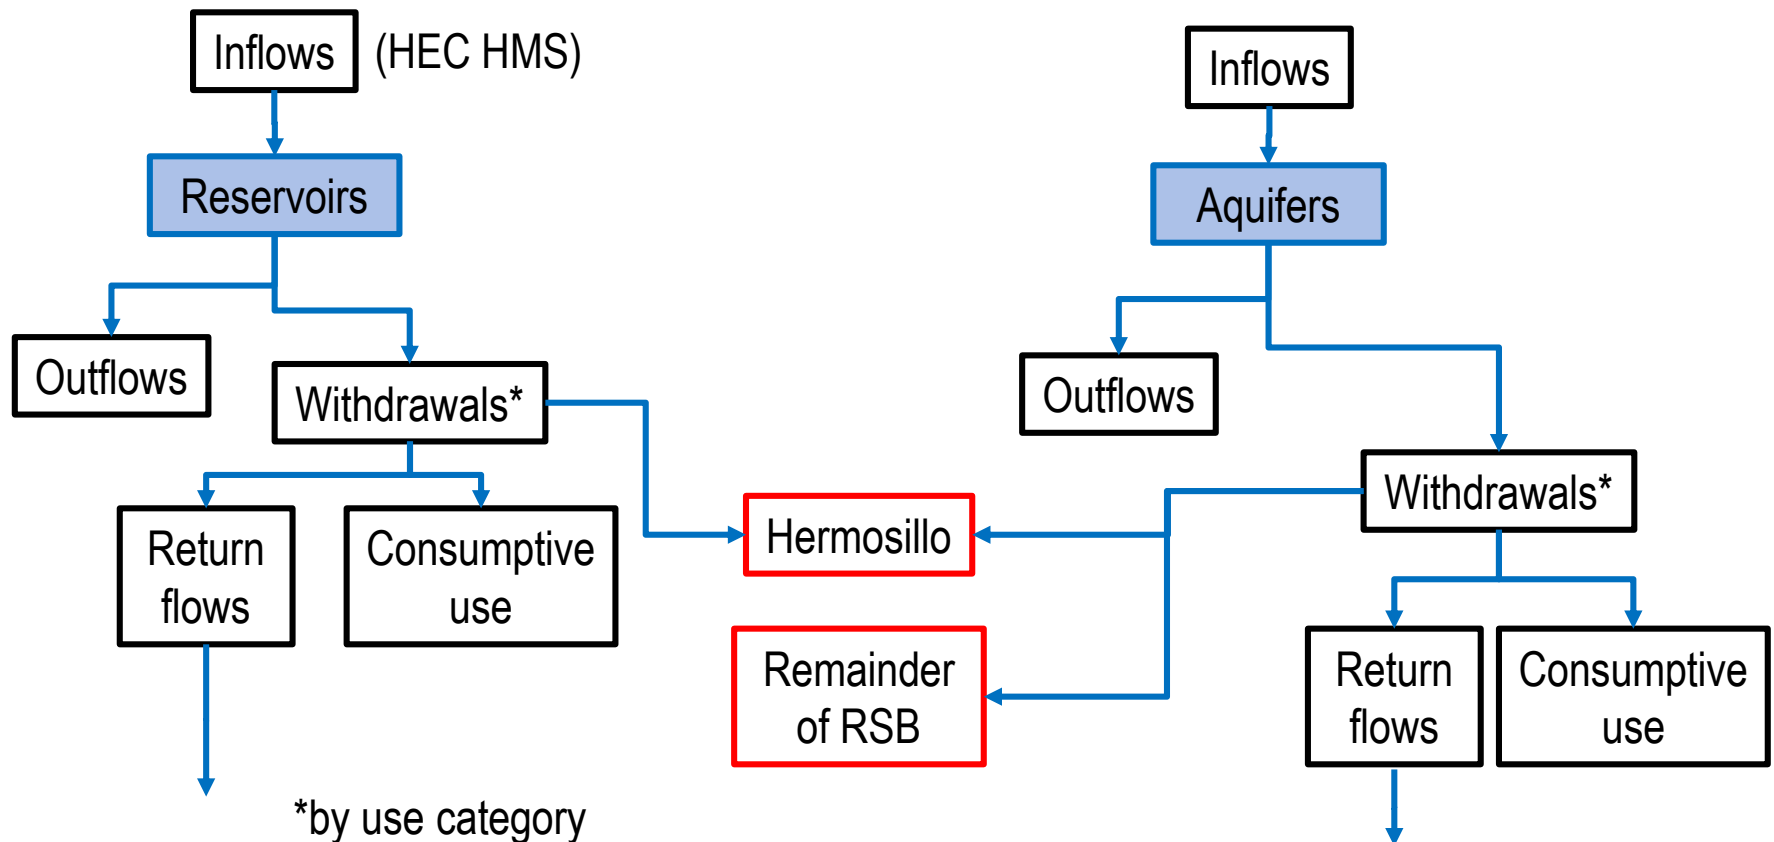 Inflows (HEC HMS)
Reservoirs
Outflows
Withdrawals*
Return
flows
Consumptive
use
*by use category
Hermosillo
Remainder
of RSB
Inflows
Aquifers
Outflows
Withdrawals*
Return
flows
Consumptive
use